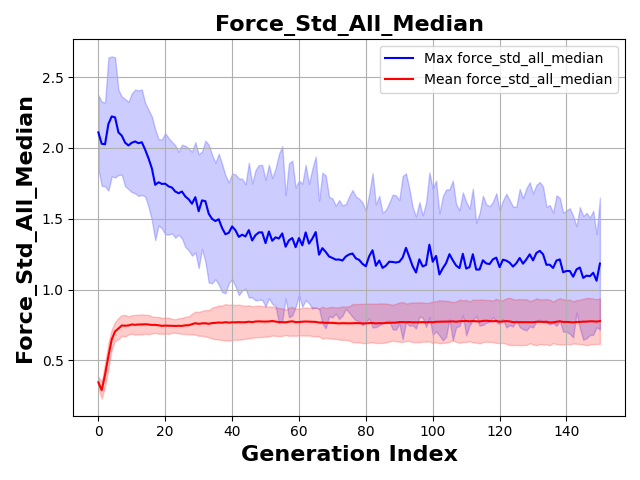 Force_Std_All_Median
Max force_std_all_median
Mean force_std_all_median
Force_Std_All_Median
2.5
2.0
1.5
1.0
0.5
0 20 40 60 80 100 120 140
Generation Index